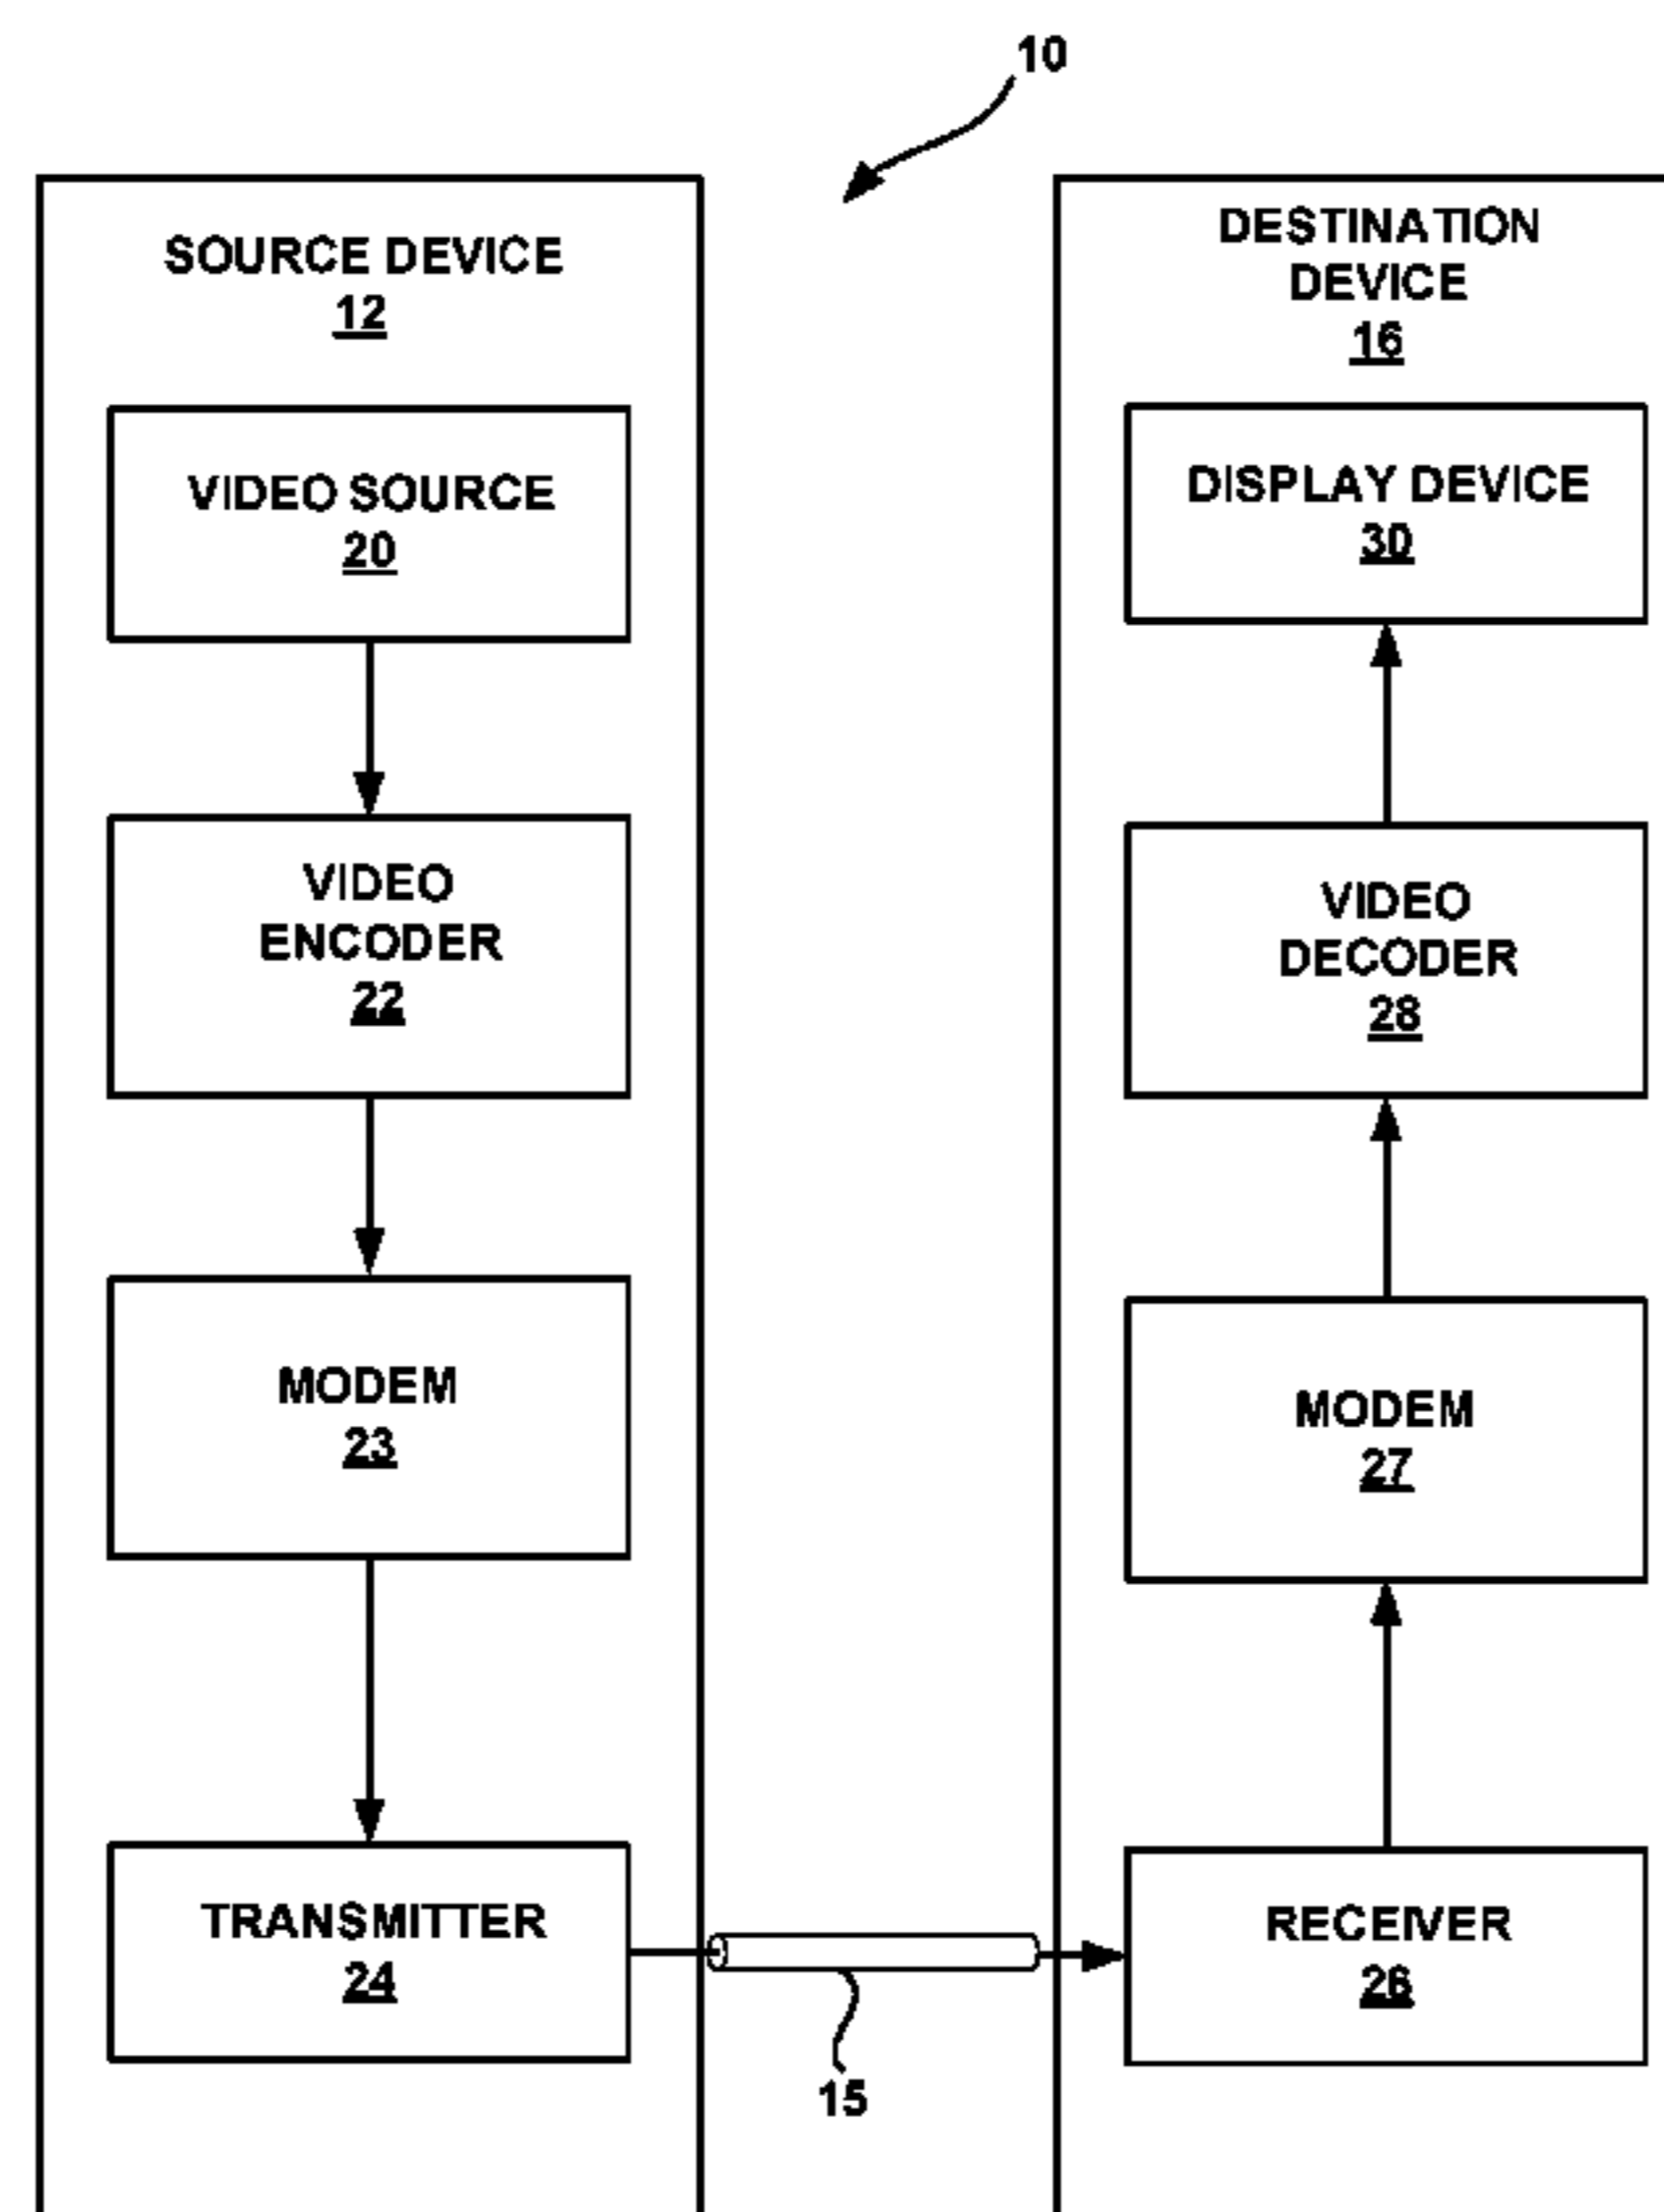 10
SOURCE DEVICE
12
VIDEO SOURCE
20
VIDEO
ENCODER
22
MODEM
23
TRANSMITTER
24
15
DESTINATION
DEVICE
16
DISPLAY DEVICE
30
VIDEO
DECODER
28
MODEM
27
RECEIVER
26